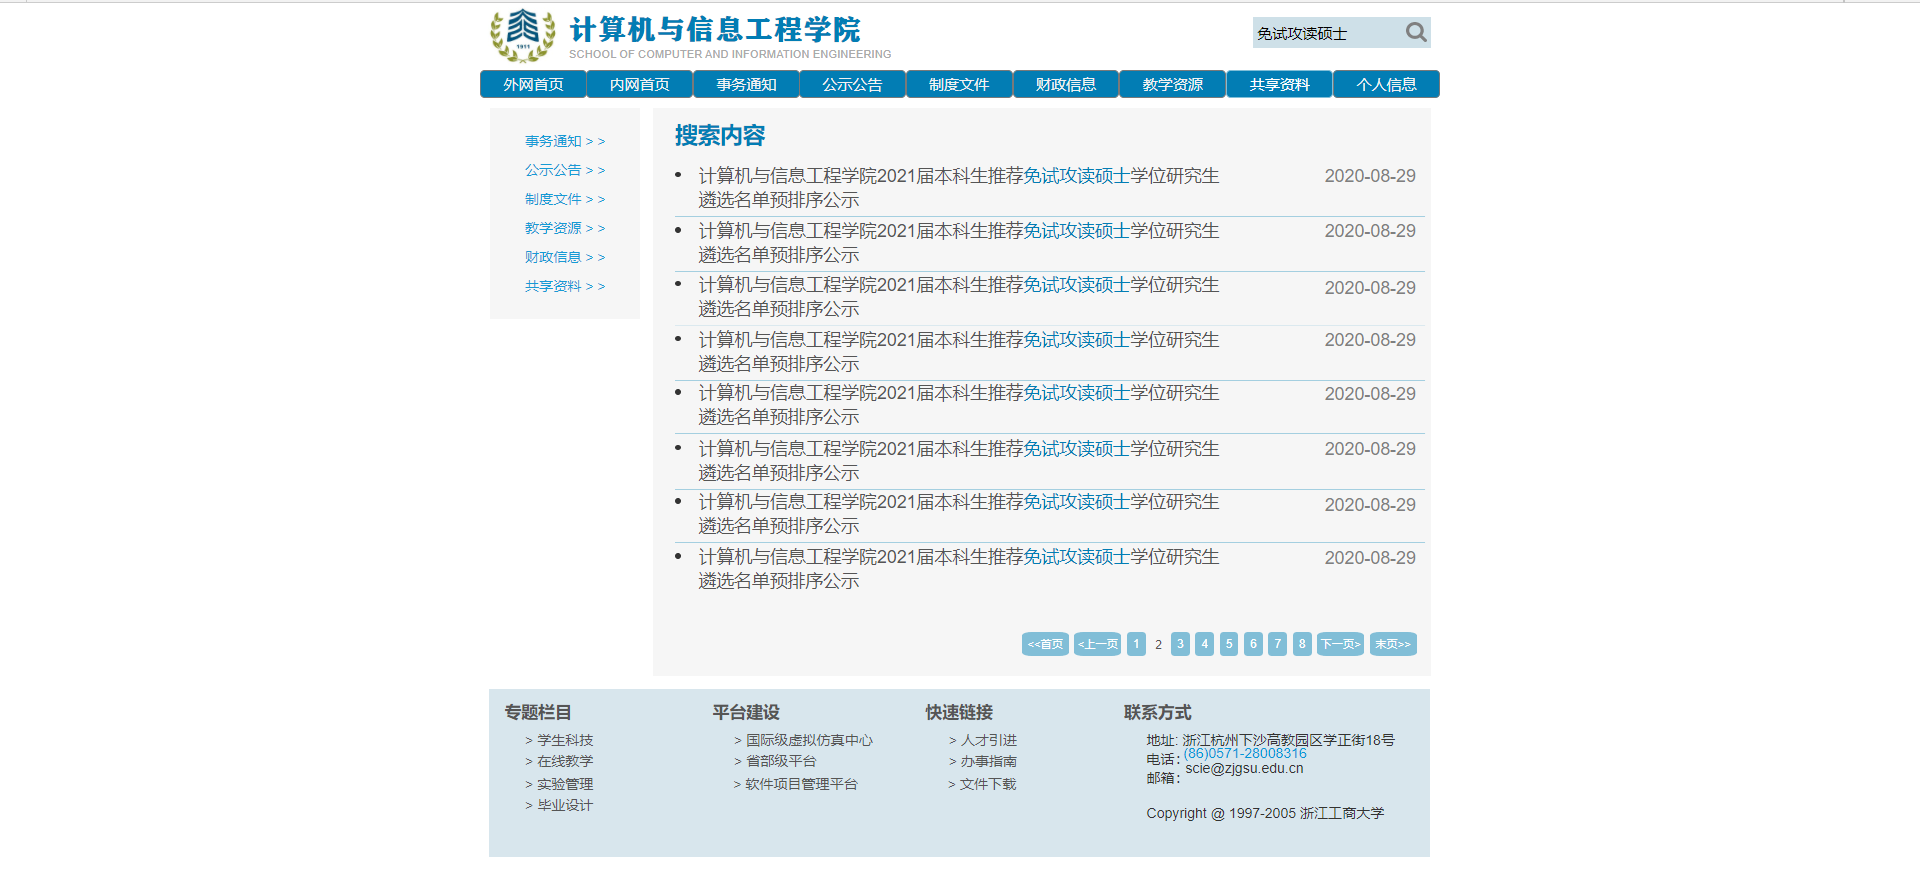 1911
计算机与信息工程学院
SCHOOL OF COMPUTER AND INFORMATION ENGINEERING
免试攻读硕士
外网首页 内网首页 事务通知 公示公告 制度文件 财政信息 教学资源 共享资料 个人信息
事务通知 > >
公示公告 > >
制度文件 > >
教学资源 > >
财政信息 > >
共享资料 > >
搜索内容
• 计算机与信息工程学院2021届本科生推荐免试攻读硕士学位研究生 2020-08-29
遴选名单预排序公示
• 计算机与信息工程学院2021届本科生推荐免试攻读硕士学位研究生 2020-08-29
遴选名单预排序公示
• 计算机与信息工程学院2021届本科生推荐免试攻读硕士学位研究生 2020-08-29
遴选名单预排序公示
• 计算机与信息工程学院2021届本科生推荐免试攻读硕士学位研究生 2020-08-29
遴选名单预排序公示
• 计算机与信息工程学院2021届本科生推荐免试攻读硕士学位研究生 2020-08-29
遴选名单预排序公示
• 计算机与信息工程学院2021届本科生推荐免试攻读硕士学位研究生 2020-08-29
遴选名单预排序公示
• 计算机与信息工程学院2021届本科生推荐免试攻读硕士学位研究生 2020-08-29
遴选名单预排序公示
• 计算机与信息工程学院2021届本科生推荐免试攻读硕士学位研究生 2020-08-29
遴选名单预排序公示
<<首页 <上一页 1 2 3 4 5 6 7 8 下一页> 末页>>
专题栏目
> 学生科技
> 在线教学
> 实验管理
> 毕业设计
平台建设
> 国际级虚拟仿真中心
> 省部级平台
> 软件项目管理平台
快速链接
> 人才引进
> 办事指南
> 文件下载
联系方式
地址: 浙江杭州下沙高教园区学正街18号
电话: (86)0571-28008316
邮箱: scie@zjgsu.edu.cn
Copyright @ 1997-2005 浙江工商大学